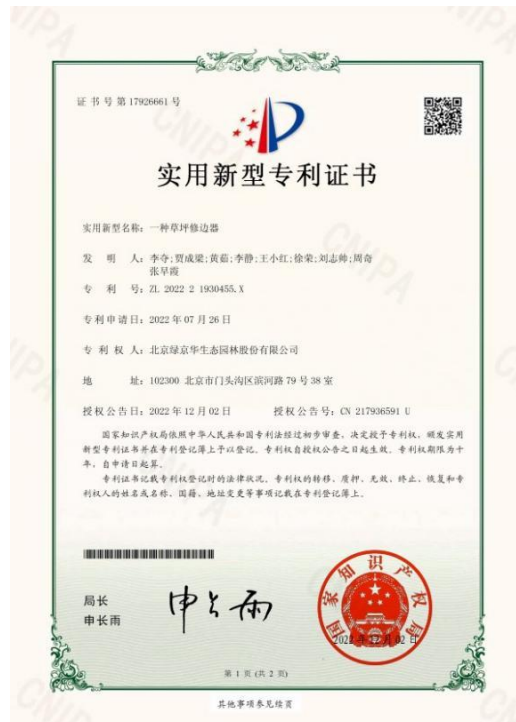 证书号第17926661号
实用新型专利证书
实用新型名称：一种草坪修边器
发 明 人：李夺;贾成梁;黄茹;李静;王小红;徐荣;刘志帅;周奇
张早霞
专 利 号：ZL 2022 2 1930455.X
专利申请日：2022年07月26日
专 利 权 人：北京绿京华生态园林股份有限公司
地 址：102300 北京市门头沟区滨河路79号38室
授权公告日：2022年12月02日 授权公告号：CN 217936591 U
国家知识产权局依照中华人民共和国专利法经过初步审查，决定授予专利权，颁发实用
新型专利证书并在专利登记簿上予以登记。专利权自授权公告之日起生效。专利权期限为十
年，自申请日起算。
专利证书记载专利权登记时的法律状况。专利权的转移、质押、无效、终止、恢复和专
利权人的姓名或名称、国籍、地址变更等事项记载在专利登记簿上。
局长
申长雨
申长雨
国家知识产权局
2022年12月02日
第 1 页 (共 2 页)
其他事项参见续页
CNIPA